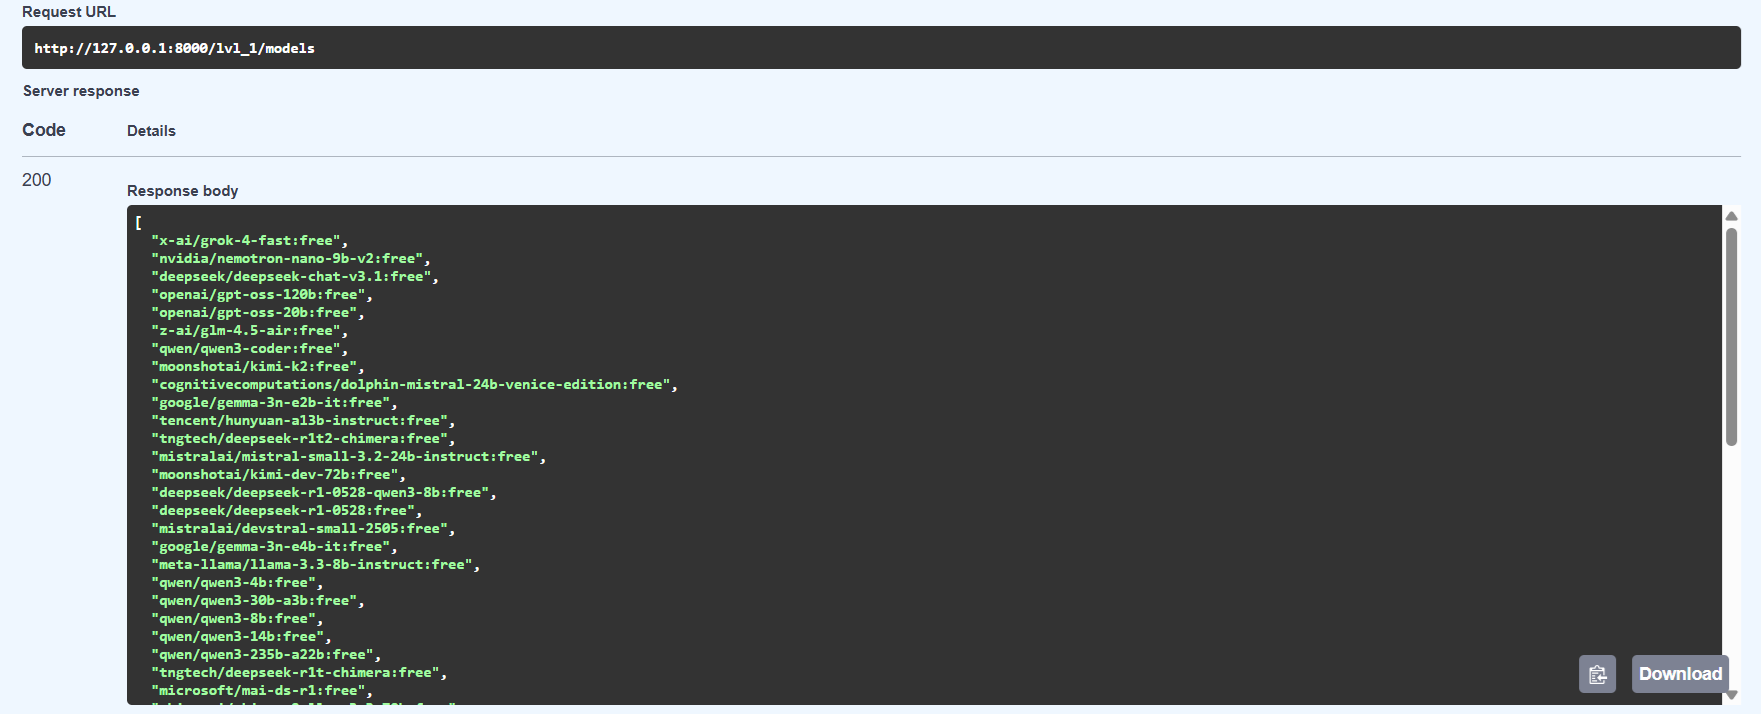 Request URL
http://127.0.0.1:8000/lvl_1/models
Server response
Code Details
200
Response body
[
"x-ai/grok-4-fast:free",
"nvidia/nemotron-nano-9b-v2:free",
"deepseek/deepseek-chat-v3.1:free",
"openai/gpt-oss-120b:free",
"openai/gpt-oss-20b:free",
"z-ai/glm-4.5-air:free",
"qwen/qwen3-coder:free",
"moonshotai/kimi-k2:free",
"cognitivecomputations/dolphin-mistral-24b-venice-edition:free",
"google/gemma-3n-e2b-it:free",
"tencent/hunyuan-a13b-instruct:free",
"tngtech/deepseek-r1t2-chimera:free",
"mistralai/mistral-small-3.2-24b-instruct:free",
"moonshotai/kimi-dev-72b:free",
"deepseek/deepseek-r1-0528-qwen3-8b:free",
"deepseek/deepseek-r1-0528:free",
"mistralai/devstral-small-2505:free",
"google/gemma-3n-e4b-it:free",
"meta-llama/llama-3.3-8b-instruct:free",
"qwen/qwen3-4b:free",
"qwen/qwen3-30b-a3b:free",
"qwen/qwen3-8b:free",
"qwen/qwen3-14b:free",
"qwen/qwen3-235b-a22b:free",
"tngtech/deepseek-r1t-chimera:free",
"microsoft/mai-ds-r1:free",
Download